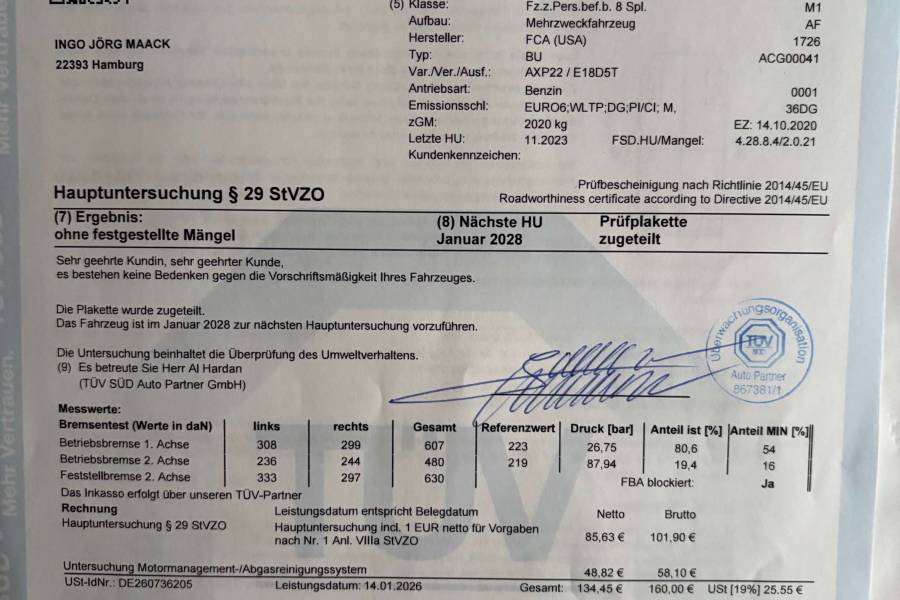 (5) Klasse: Fz.z.Pers.bef.b. 8 Spl. M1
Aufbau: Mehrzweckfahrzeug AF
INGO JÖRG MAACK Hersteller: FCA (USA) 1726
22393 Hamburg Typ: BU ACG00041
Var./Ver./Ausf.: AXP22 / E18D5T
Antriebsart: Benzin 0001
Emissionsschl: EURO6;WLTP;DG;PI/CI; M, 36DG
zGM: 2020 kg EZ: 14.10.2020
Letzte HU: 11.2023 FSD.HU/Mangel: 4.28.8.4/2.0.21
Kundenkennzeichen:
Hauptuntersuchung § 29 StVZO
Prüfbescheinigung nach Richtlinie 2014/45/EU
Roadworthiness certificate according to Directive 2014/45/EU
(7) Ergebnis: (8) Nächste HU Prüfplakette
ohne festgestellte Mängel Januar 2028 zugeteilt
Sehr geehrte Kundin, sehr geehrter Kunde,
es bestehen keine Bedenken gegen die Vorschriftsmäßigkeit Ihres Fahrzeuges.
Die Plakette wurde zugeteilt.
Das Fahrzeug ist im Januar 2028 zur nächsten Hauptuntersuchung vorzuführen.
Die Untersuchung beinhaltet die Überprüfung des Umweltverhaltens.
(9) Es betreute Sie Herr Al Hardan
(TÜV SÜD Auto Partner GmbH)
Überwachungsorganisation
TÜV
SÜD
Auto Partner
867381/1
Messwerte:
Bremsentest (Werte in daN) links rechts Gesamt Referenzwert Druck [bar] Anteil ist [%] Anteil MIN [%]
Betriebsbremse 1. Achse 308 299 607 223 26,75 80,6 54
Betriebsbremse 2. Achse 236 244 480 219 87,94 19,4 16
Feststellbremse 2. Achse 333 297 630 FBA blockiert: Ja
Das Inkasso erfolgt über unseren TÜV-Partner
Rechnung Leistungsdatum entspricht Belegdatum Netto Brutto
Hauptuntersuchung § 29 StVZO Hauptuntersuchung incl. 1 EUR netto für Vorgaben
nach Nr. 1 Anl. VIIIa StVZO 85,63 € 101,90 €
Untersuchung Motormanagement-/Abgasreinigungssystem 48,82 € 58,10 €
USt-IdNr.: DE260736205 Leistungsdatum: 14.01.2026 Gesamt: 134,45 € 160,00 € USt [19%] 25.55 €
Mehr Vertrauen.
TÜV